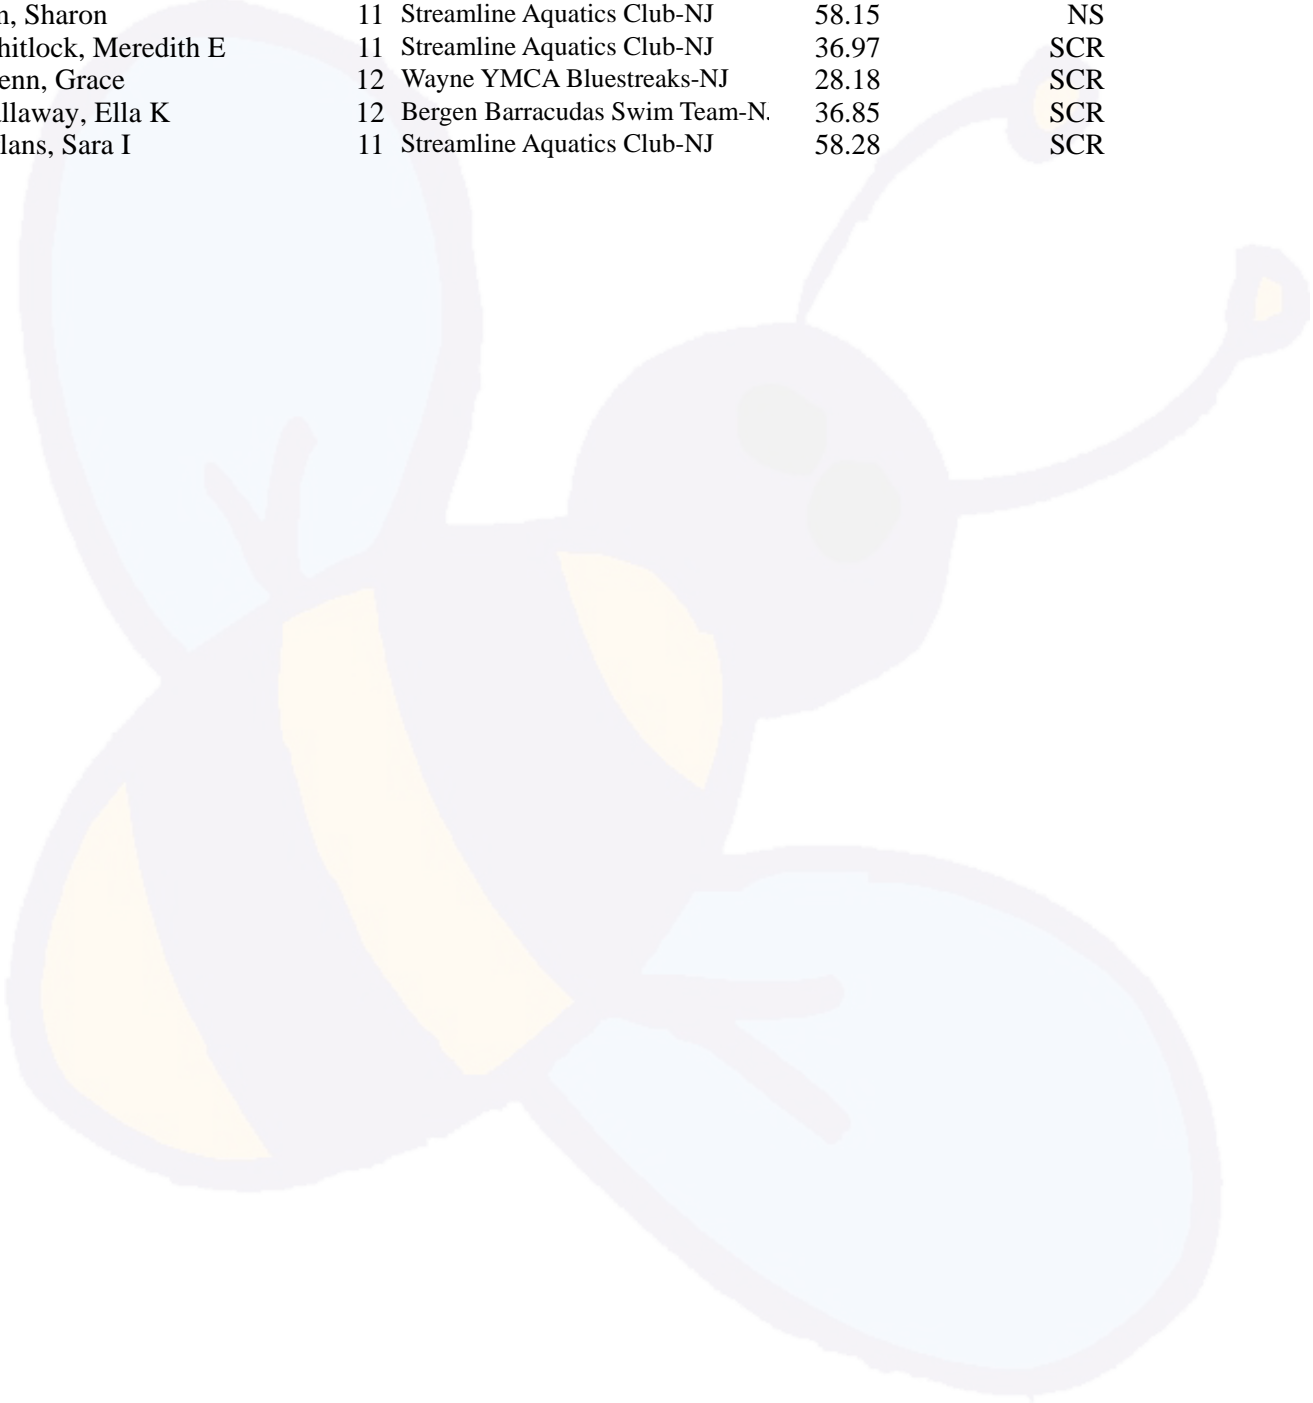 n, Sharon 11 Streamline Aquatics Club-NJ 58.15 NS
hitlock, Meredith E 11 Streamline Aquatics Club-NJ 36.97 SCR
enn, Grace 12 Wayne YMCA Bluestreaks-NJ 28.18 SCR
llaway, Ella K 12 Bergen Barracudas Swim Team-N. 36.85 SCR
lans, Sara I 11 Streamline Aquatics Club-NJ 58.28 SCR